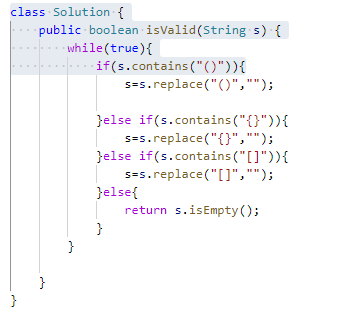 class Solution {
    public boolean isValid(String s) {
        while(true){
            if(s.contains("()")){
                s=s.replace("()","");
            }else if(s.contains("{}")){
                s=s.replace("{}","");
            }else if(s.contains("[]")){
                s=s.replace("[]","");
            }else{
                return s.isEmpty();
            }
        }
    }
}